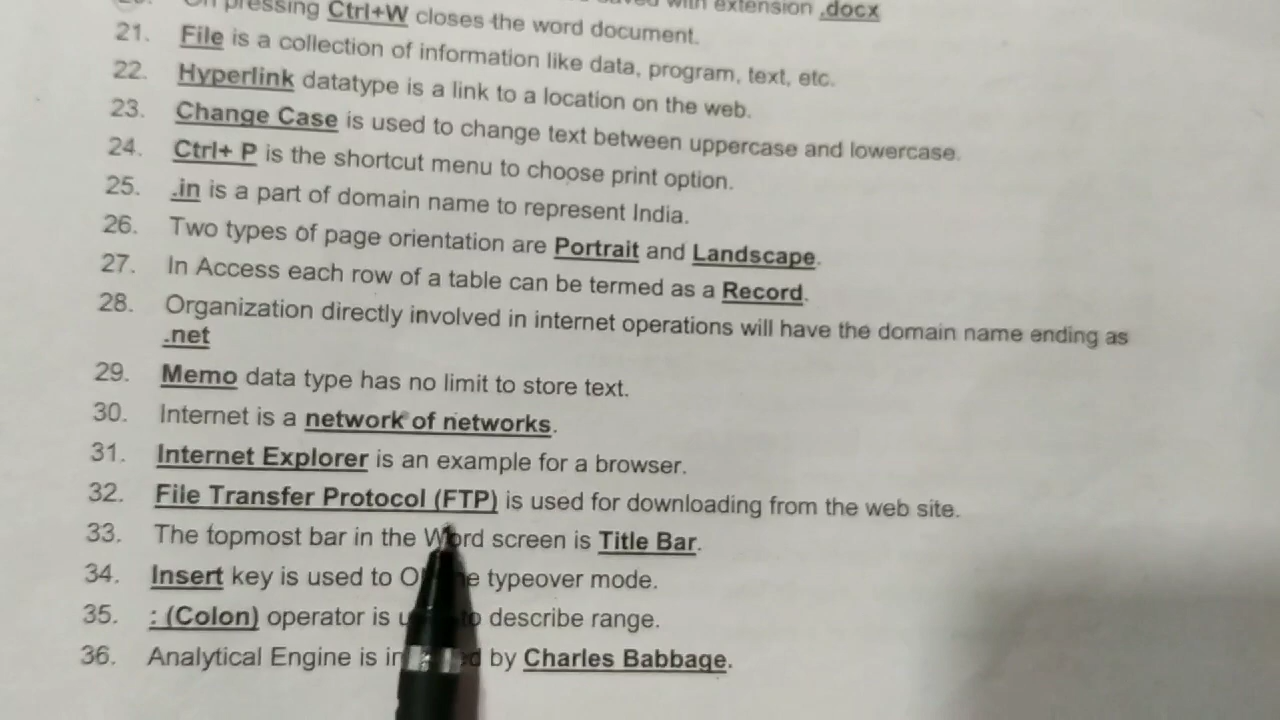 with extension .docx
pressing Ctrl+W closes the word document.
21. File is a collection of information like data, program, text, etc.
22. Hyperlink datatype is a link to a location on the web.
23. Change Case is used to change text between uppercase and lowercase.
24. Ctrl+ P is the shortcut menu to choose print option.
25. .in is a part of domain name to represent India.
26. Two types of page orientation are Portrait and Landscape.
27. In Access each row of a table can be termed as a Record.
28. Organization directly involved in internet operations will have the domain name ending as
.net
29. Memo data type has no limit to store text.
30. Internet is a network of networks.
31. Internet Explorer is an example for a browser.
32. File Transfer Protocol (FTP) is used for downloading from the web site.
33. The topmost bar in the Word screen is Title Bar.
34. Insert key is used to typeover mode.
35. : (Colon) operator is to describe range.
36. Analytical Engine is by Charles Babbage.